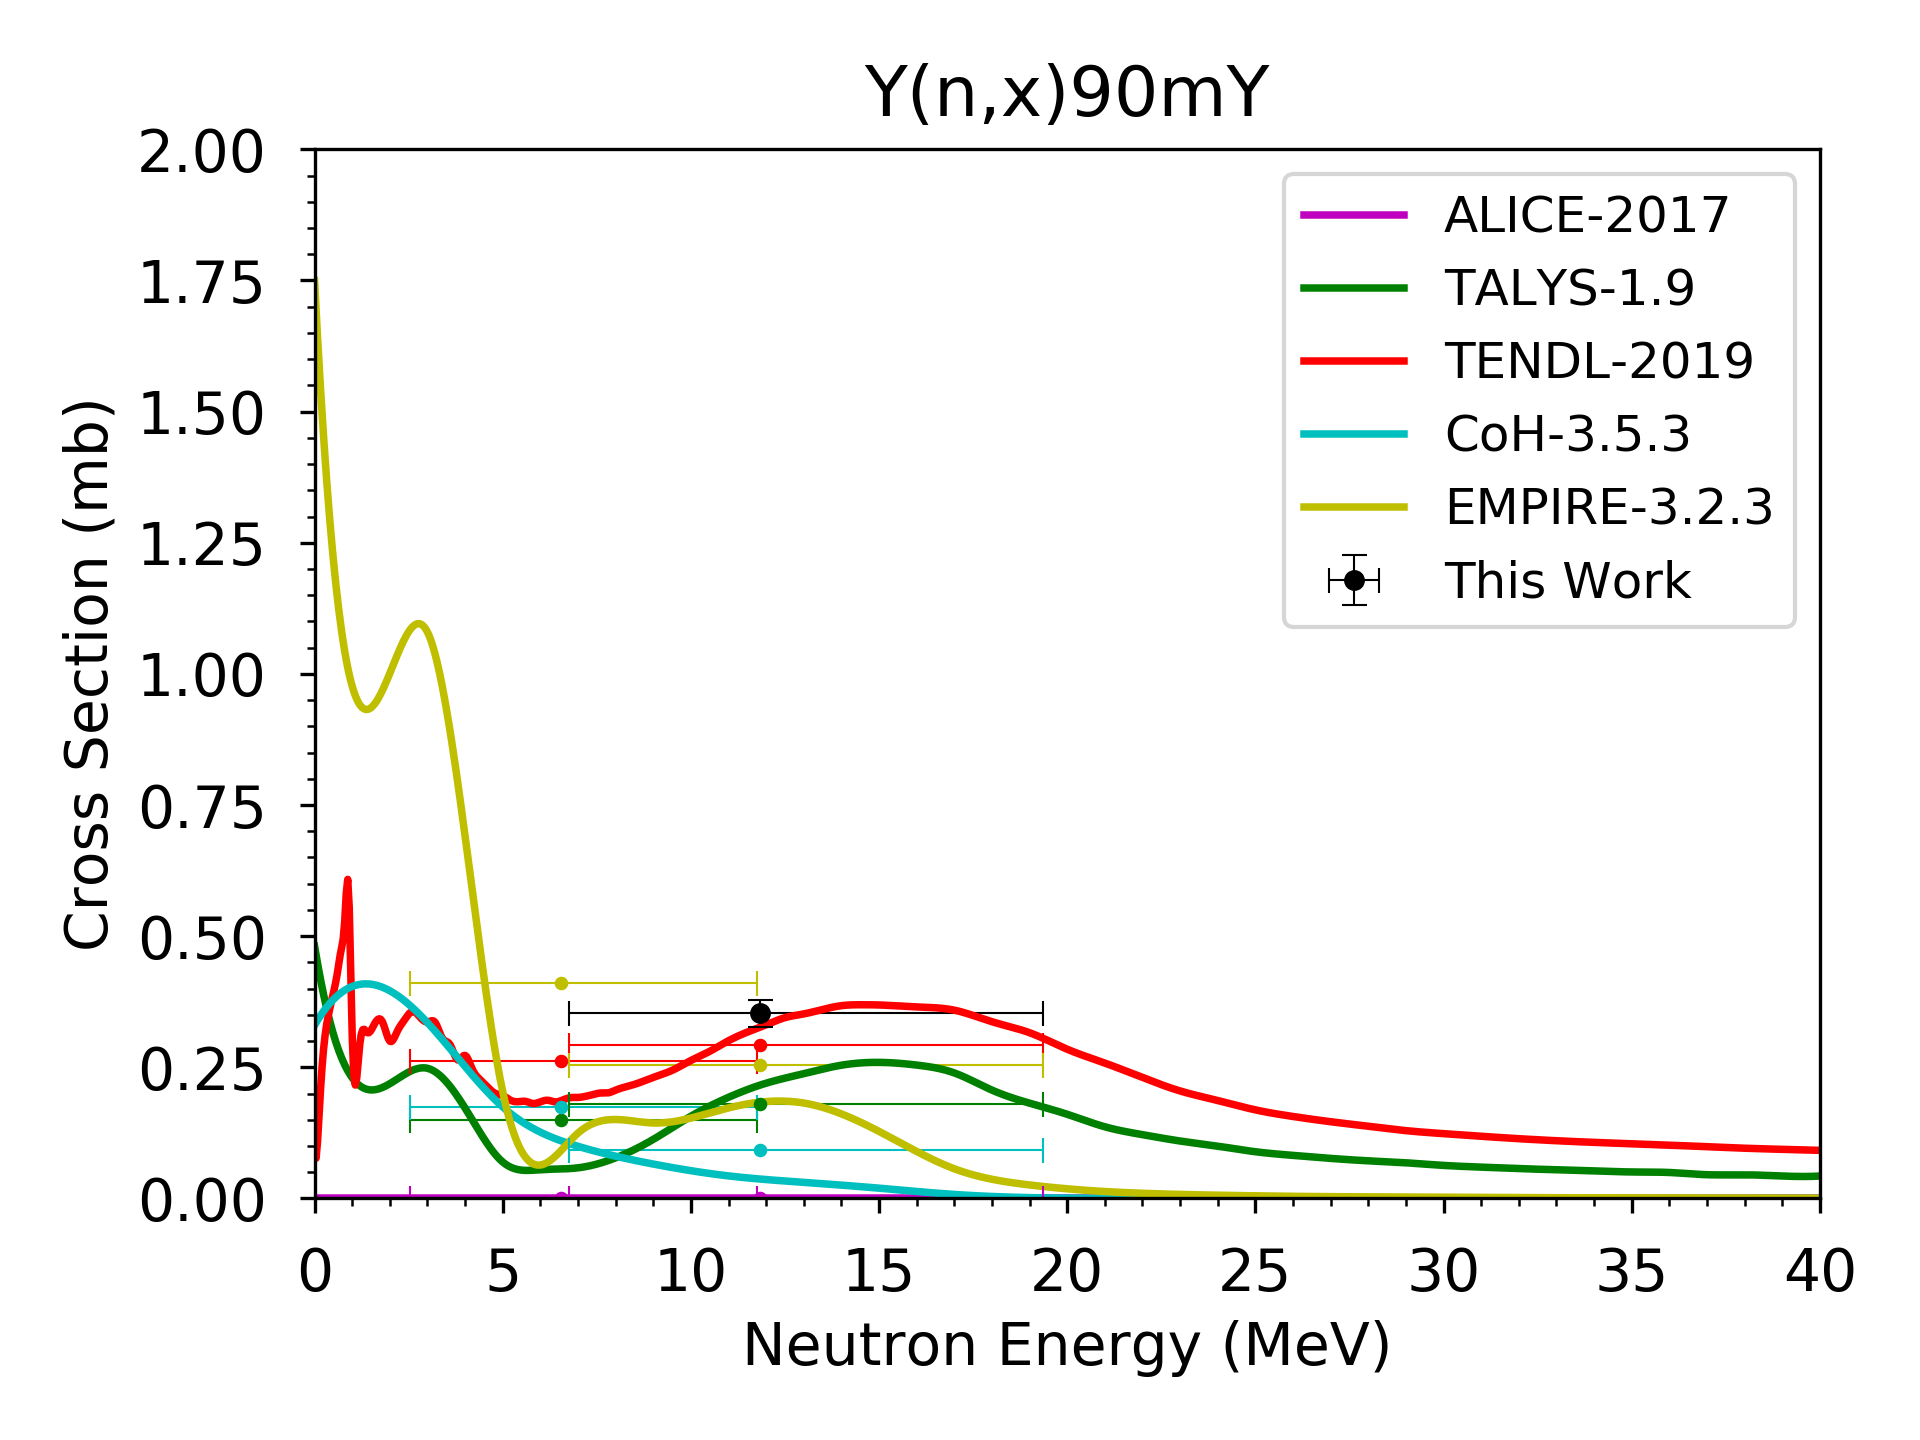 Y(n,x)90mY
2.00
1.75
1.50
1.25
1.00
0.75
0.50
0.25
0.00
Cross Section (mb)
ALICE-2017
TALYS-1.9
TENDL-2019
CoH-3.5.3
EMPIRE-3.2.3
This Work
0 5 10 15 20 25 30 35 40
Neutron Energy (MeV)